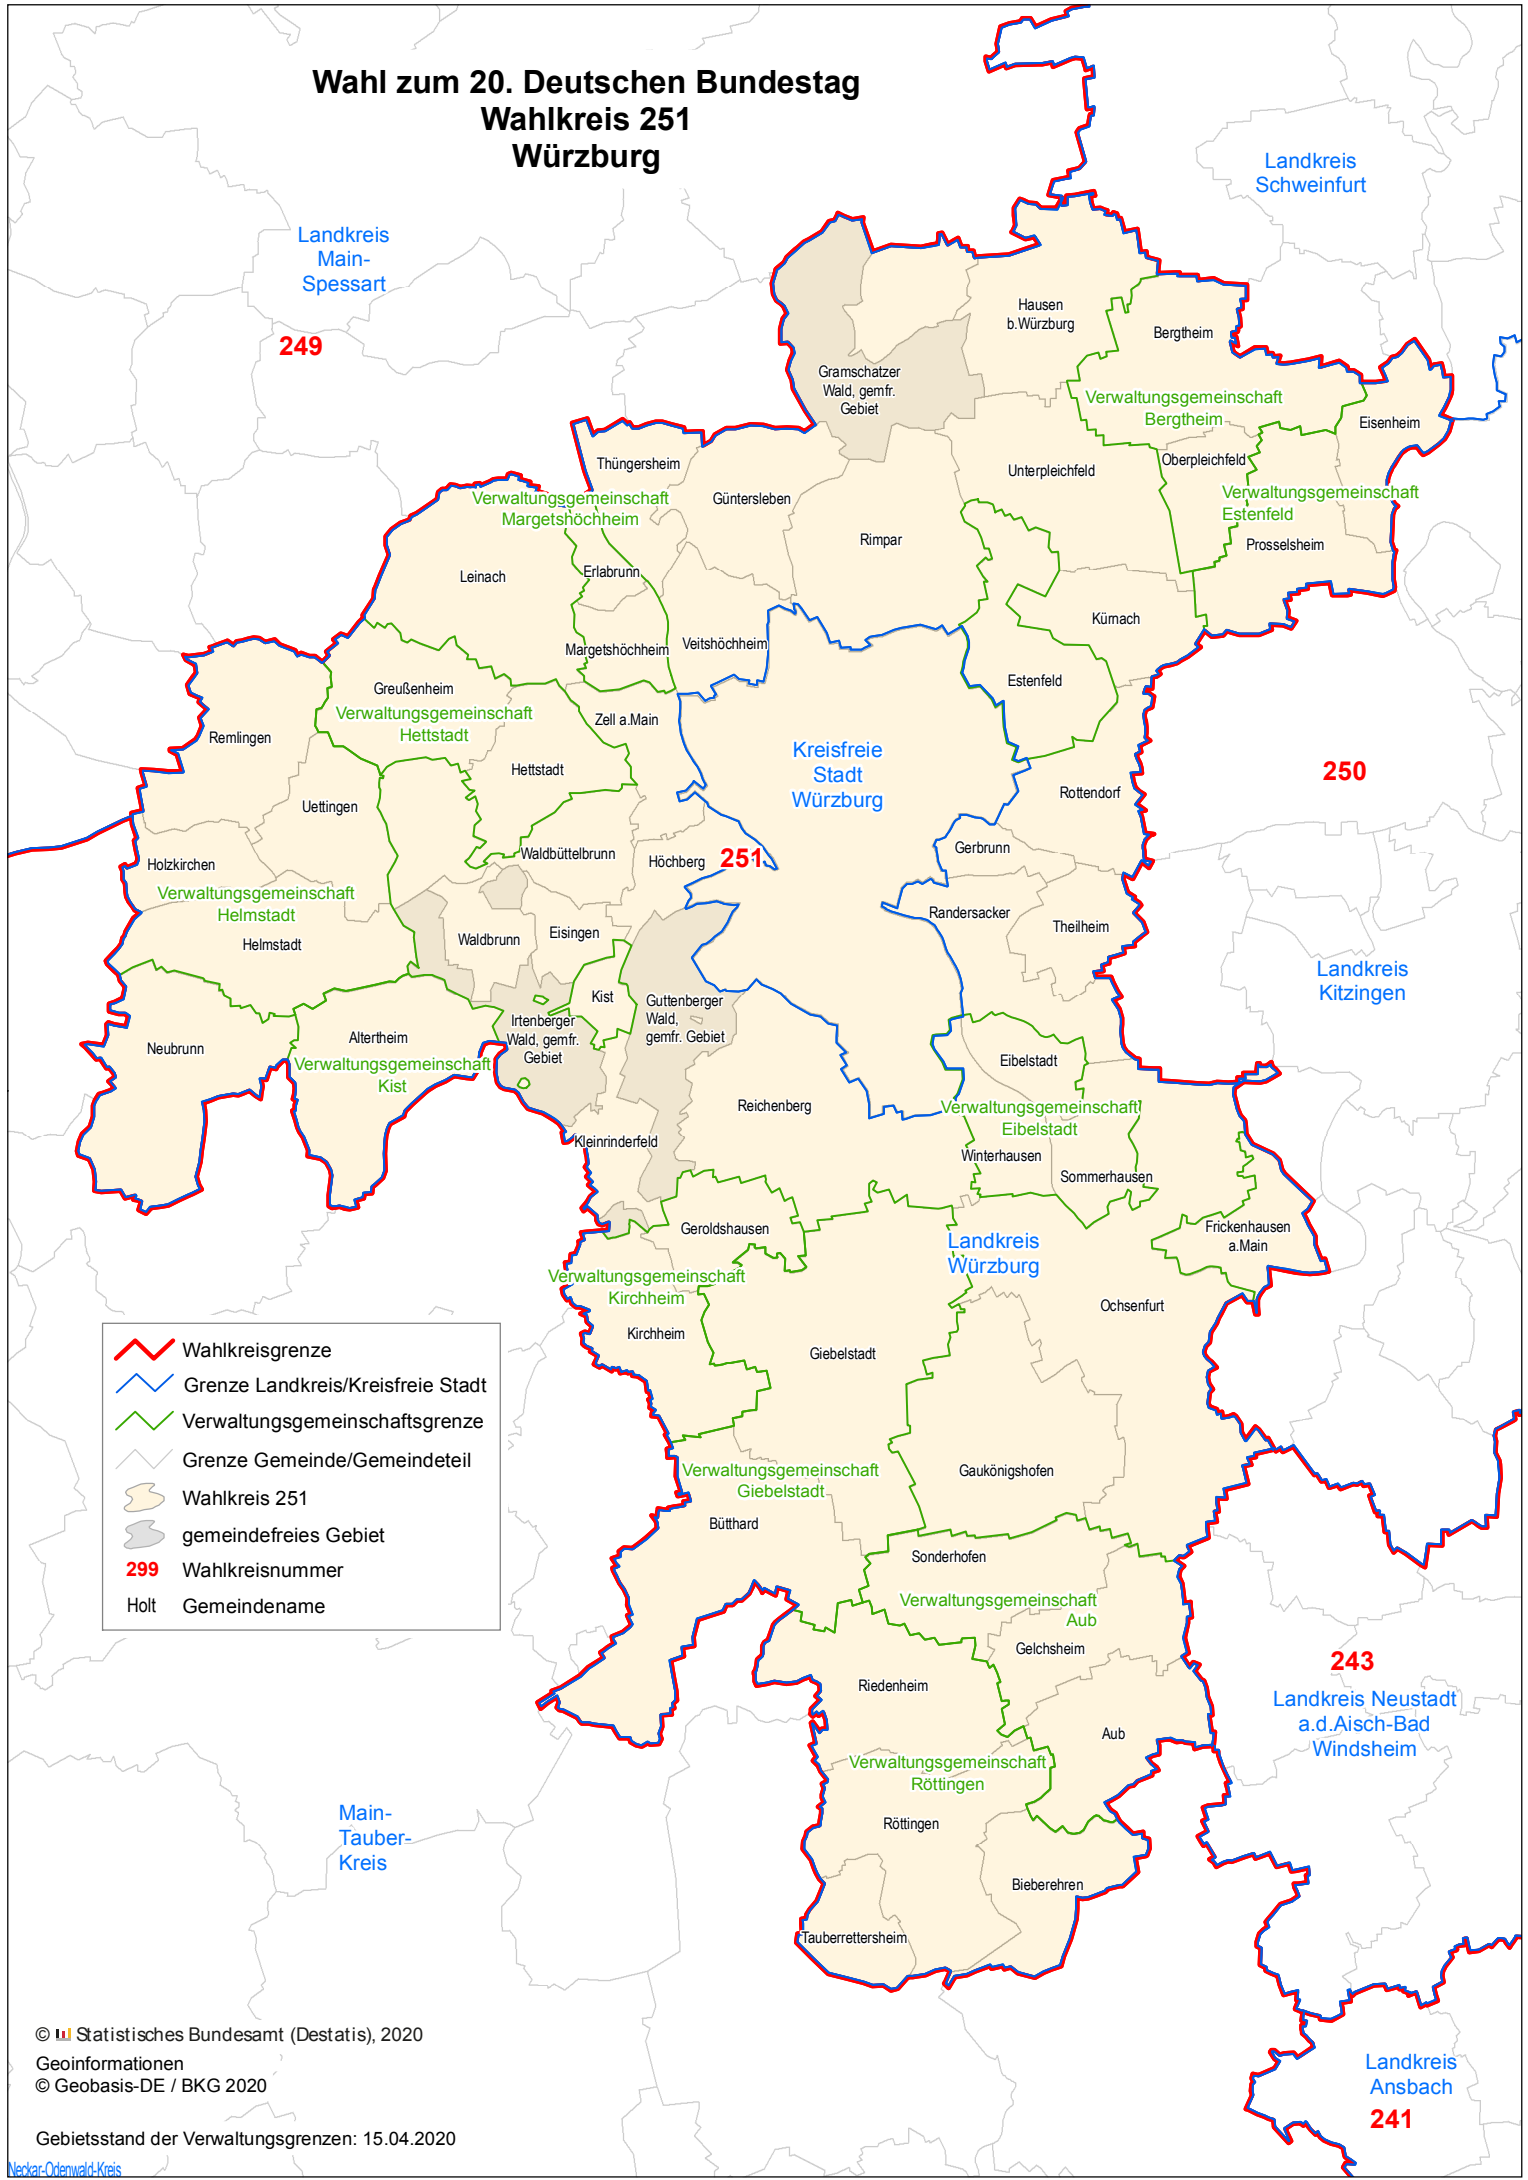 Wahl zum 20. Deutschen Bundestag
Wahlkreis 251
Würzburg
Landkreis
Schweinfurt
Landkreis
Main-
Spessart
249
Hausen
b.Würzburg
Bergtheim
Gramschatzer
Wald, gemfr.
Gebiet
Verwaltungsgemeinschaft
Bergtheim
Eisenheim
Thüngersheim
Güntersleben
Unterpleichfeld
Oberpleichfeld
Verwaltungsgemeinschaft
Estenfeld
Prosselsheim
Verwaltungsgemeinschaft
Margetshöchheim
Rimpar
Leinach
Erlabrunn
Kürnach
Margetshöchheim
Veitshöchheim
Estenfeld
Greußenheim
Verwaltungsgemeinschaft
Hettstadt
Zell a.Main
Remlingen
Hettstadt
Kreisfreie
Stadt
Würzburg
250
Rottendorf
Uettingen
Holzkirchen
Waldbüttelbrunn
Höchberg
251
Gerbrunn
Verwaltungsgemeinschaft
Helmstadt
Helmstadt
Waldbrunn
Eisingen
Randersacker
Theilheim
Landkreis
Kitzingen
Kist
Guttenberger
Wald,
gemfr. Gebiet
Irtenberger
Wald, gemfr.
Gebiet
Neubrunn
Altertheim
Verwaltungsgemeinschaft
Kist
Eibelstadt
Reichenberg
Verwaltungsgemeinschaft
Eibelstadt
Kleinrinderfeld
Winterhausen
Sommerhausen
Geroldshausen
Frickenhausen
a.Main
Landkreis
Würzburg
Verwaltungsgemeinschaft
Kirchheim
Kirchheim
Ochsenfurt
Giebelstadt
Wahlkreisgrenze
Grenze Landkreis/Kreisfreie Stadt
Verwaltungsgemeinschaftsgrenze
Grenze Gemeinde/Gemeindeteil
Wahlkreis 251
gemeindefreies Gebiet
299 Wahlkreisnummer
Holt Gemeindename
Verwaltungsgemeinschaft
Giebelstadt
Gaukönigshofen
Bütthard
Sonderhofen
Verwaltungsgemeinschaft
Aub
Gelchsheim
243
Landkreis Neustadt
a.d.Aisch-Bad
Windsheim
Riedenheim
Aub
Verwaltungsgemeinschaft
Röttingen
Röttingen
Main-
Tauber-
Kreis
Bieberehren
Tauberrettersheim
© Statistisches Bundesamt (Destatis), 2020
Geoinformationen
© Geobasis-DE / BKG 2020
Landkreis
Ansbach
241
Gebietsstand der Verwaltungsgrenzen: 15.04.2020
Neckar-Odenwald-Kreis